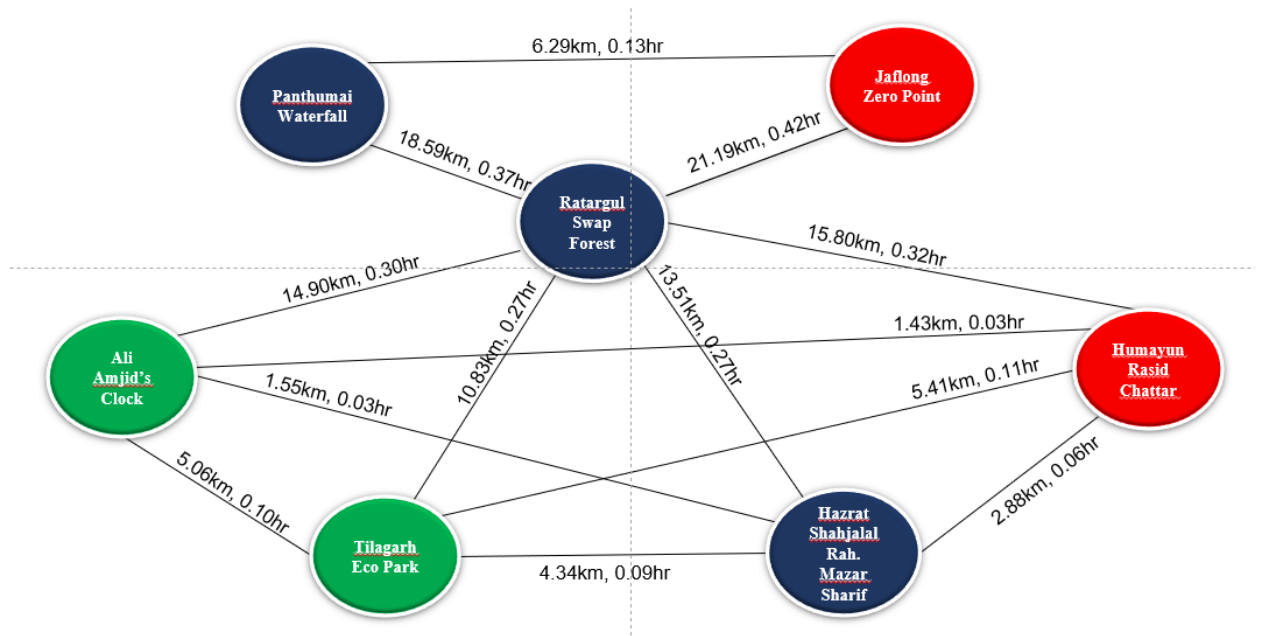 6.29km, 0.13hr
Panthumai
Waterfall
Jaflong
Zero Point
18.59km, 0.37hr
21.19km, 0.42hr
Ratargul
Swap
Forest
15.80km, 0.32hr
14.90km, 0.30hr
13.51km, 0.27hr
10.83km, 0.27hr
1.43km, 0.03hr
Ali
Amjid's
Clock
Humayun
Rasid
Chattar
1.55km, 0.03hr
5.41km, 0.11hr
5.06km, 0.10hr
2.88km, 0.06hr
Tilagarh
Eco Park
4.34km, 0.09hr
Hazrat
Shahjalal
Rah.
Mazar
Sharif